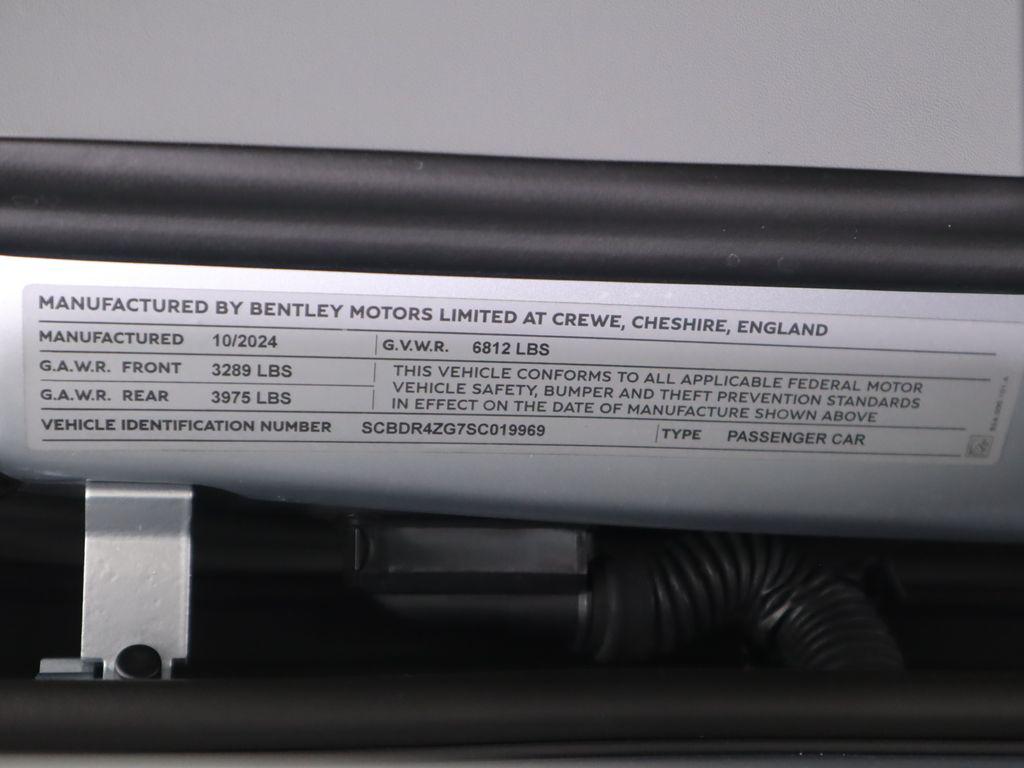 MANUFACTURED BY BENTLEY MOTORS LIMITED AT CREWE, CHESHIRE, ENGLAND
MANUFACTURED 10/2024 G.V.W.R. 6812 LBS
G.A.W.R. FRONT 3289 LBS
G.A.W.R. REAR 3975 LBS
THIS VEHICLE CONFORMS TO ALL APPLICABLE FEDERAL MOTOR
VEHICLE SAFETY, BUMPER AND THEFT PREVENTION STANDARDS
IN EFFECT ON THE DATE OF MANUFACTURE SHOWN ABOVE
VEHICLE IDENTIFICATION NUMBER SCBDR4ZG7SC019969 TYPE PASSENGER CAR